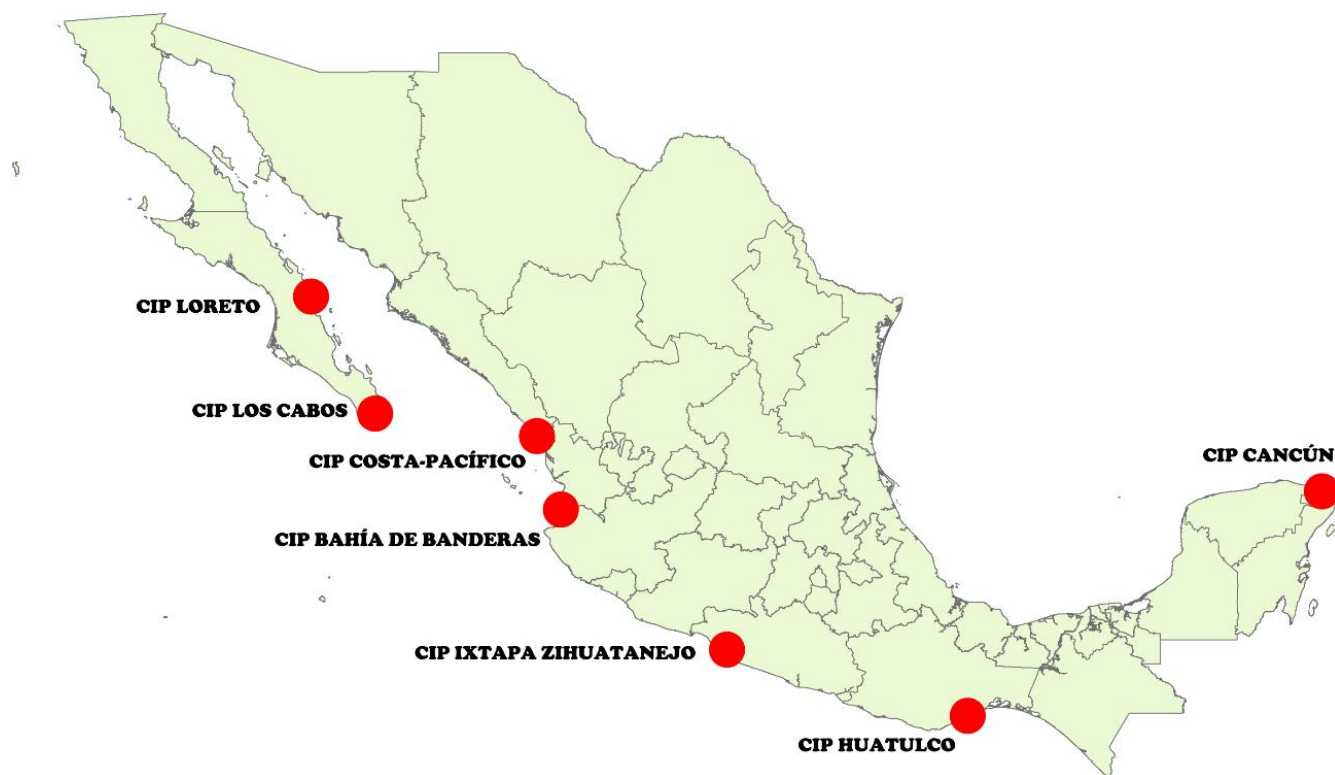 CIP LORETO
CIP LOS CABOS
CIP COSTA-PACÍFICO
CIP CANCÚN
CIP BAHÍA DE BANDERAS
CIP IXTAPA ZIHUATANEJO
CIP HUATULCO